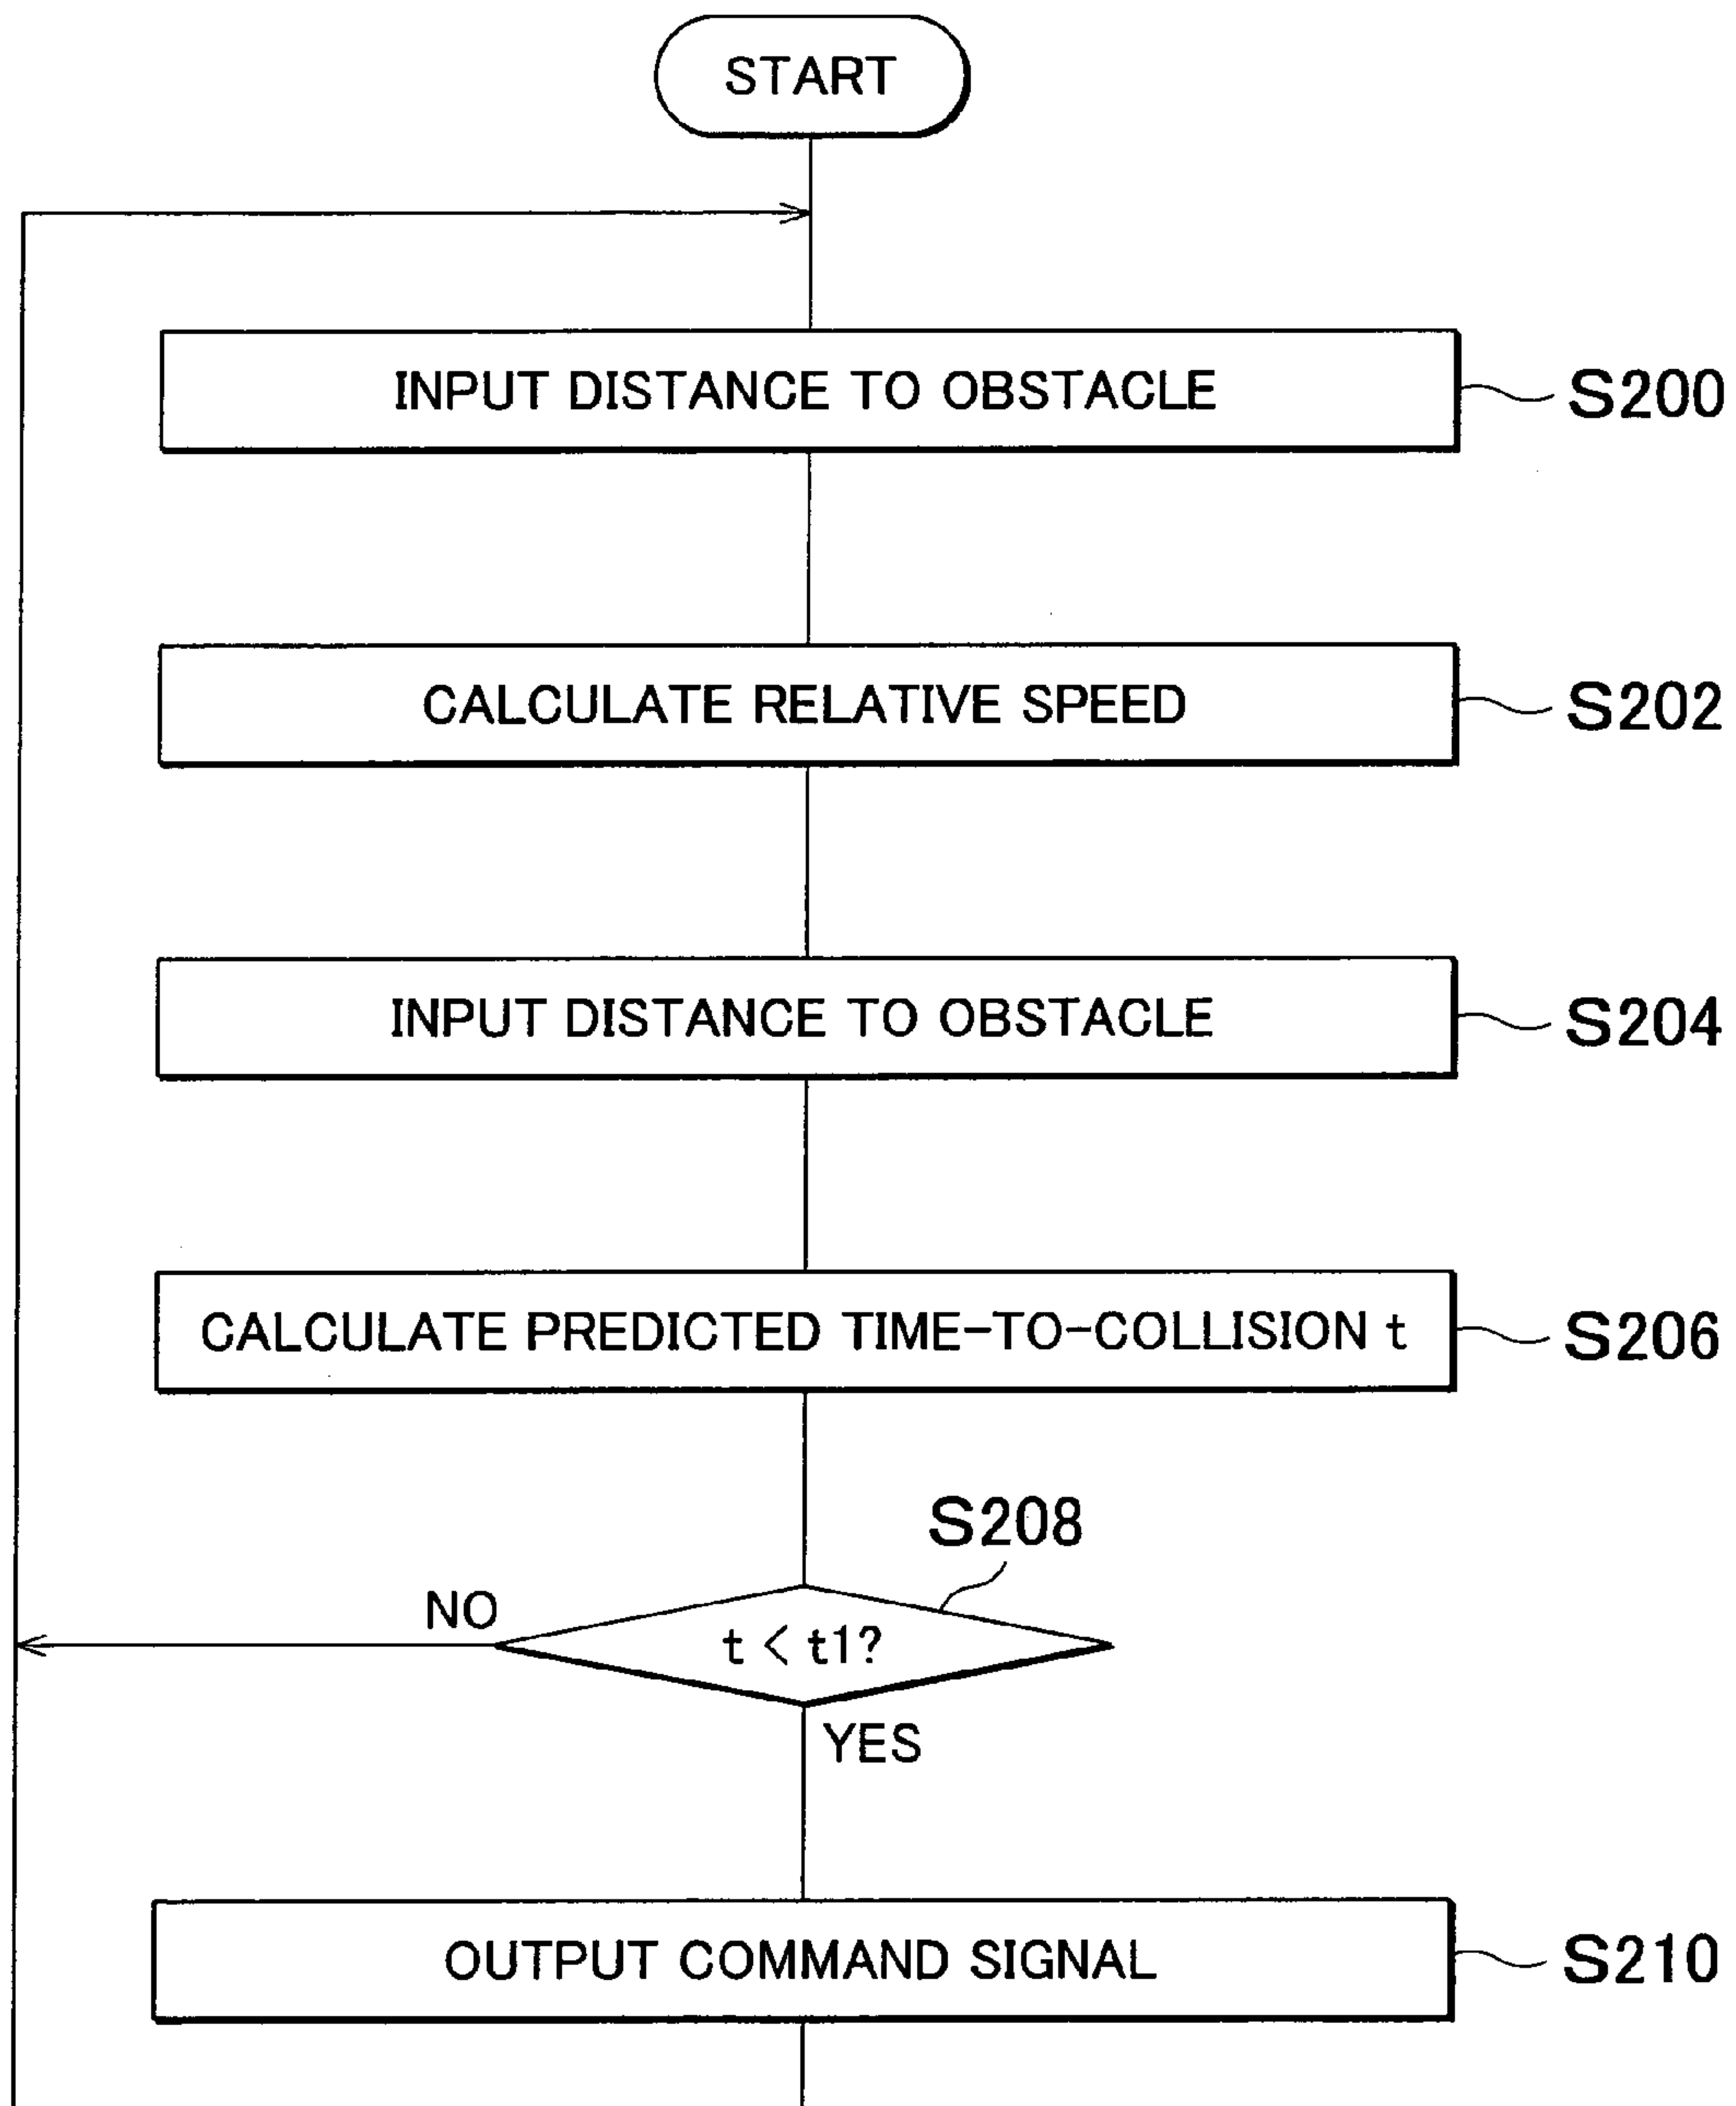 START
INPUT DISTANCE TO OBSTACLE
S200
CALCULATE RELATIVE SPEED
S202
INPUT DISTANCE TO OBSTACLE
S204
CALCULATE PREDICTED TIME-TO-COLLISION t
S206
S208
NO
t < t1?
YES
OUTPUT COMMAND SIGNAL
S210